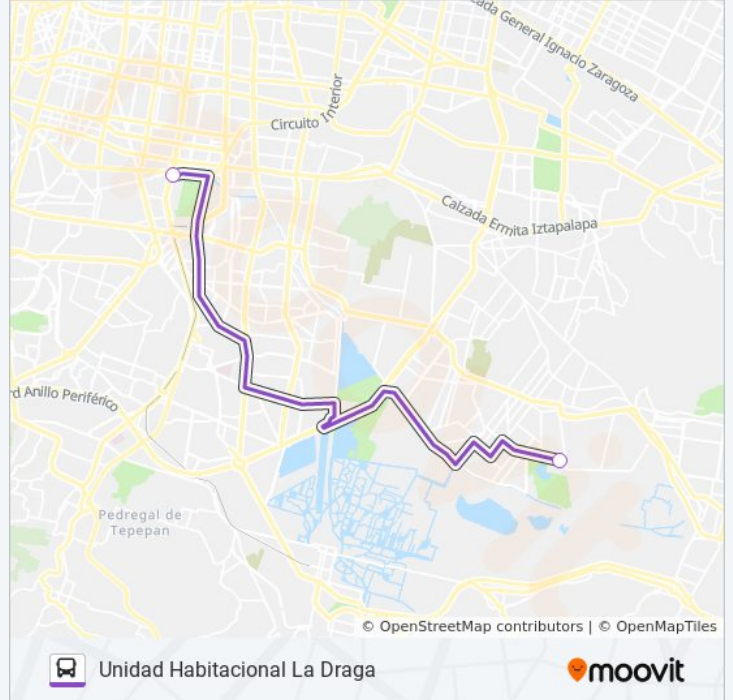 zada General Ignacio Zaragoza
Circuito Interior
Calzada Ermita Iztapalapa
d Anillo Periférico
Pedregal de
Tepepan
© OpenStreetMap contributors | © OpenMapTiles
Unidad Habitacional La Draga
moovit